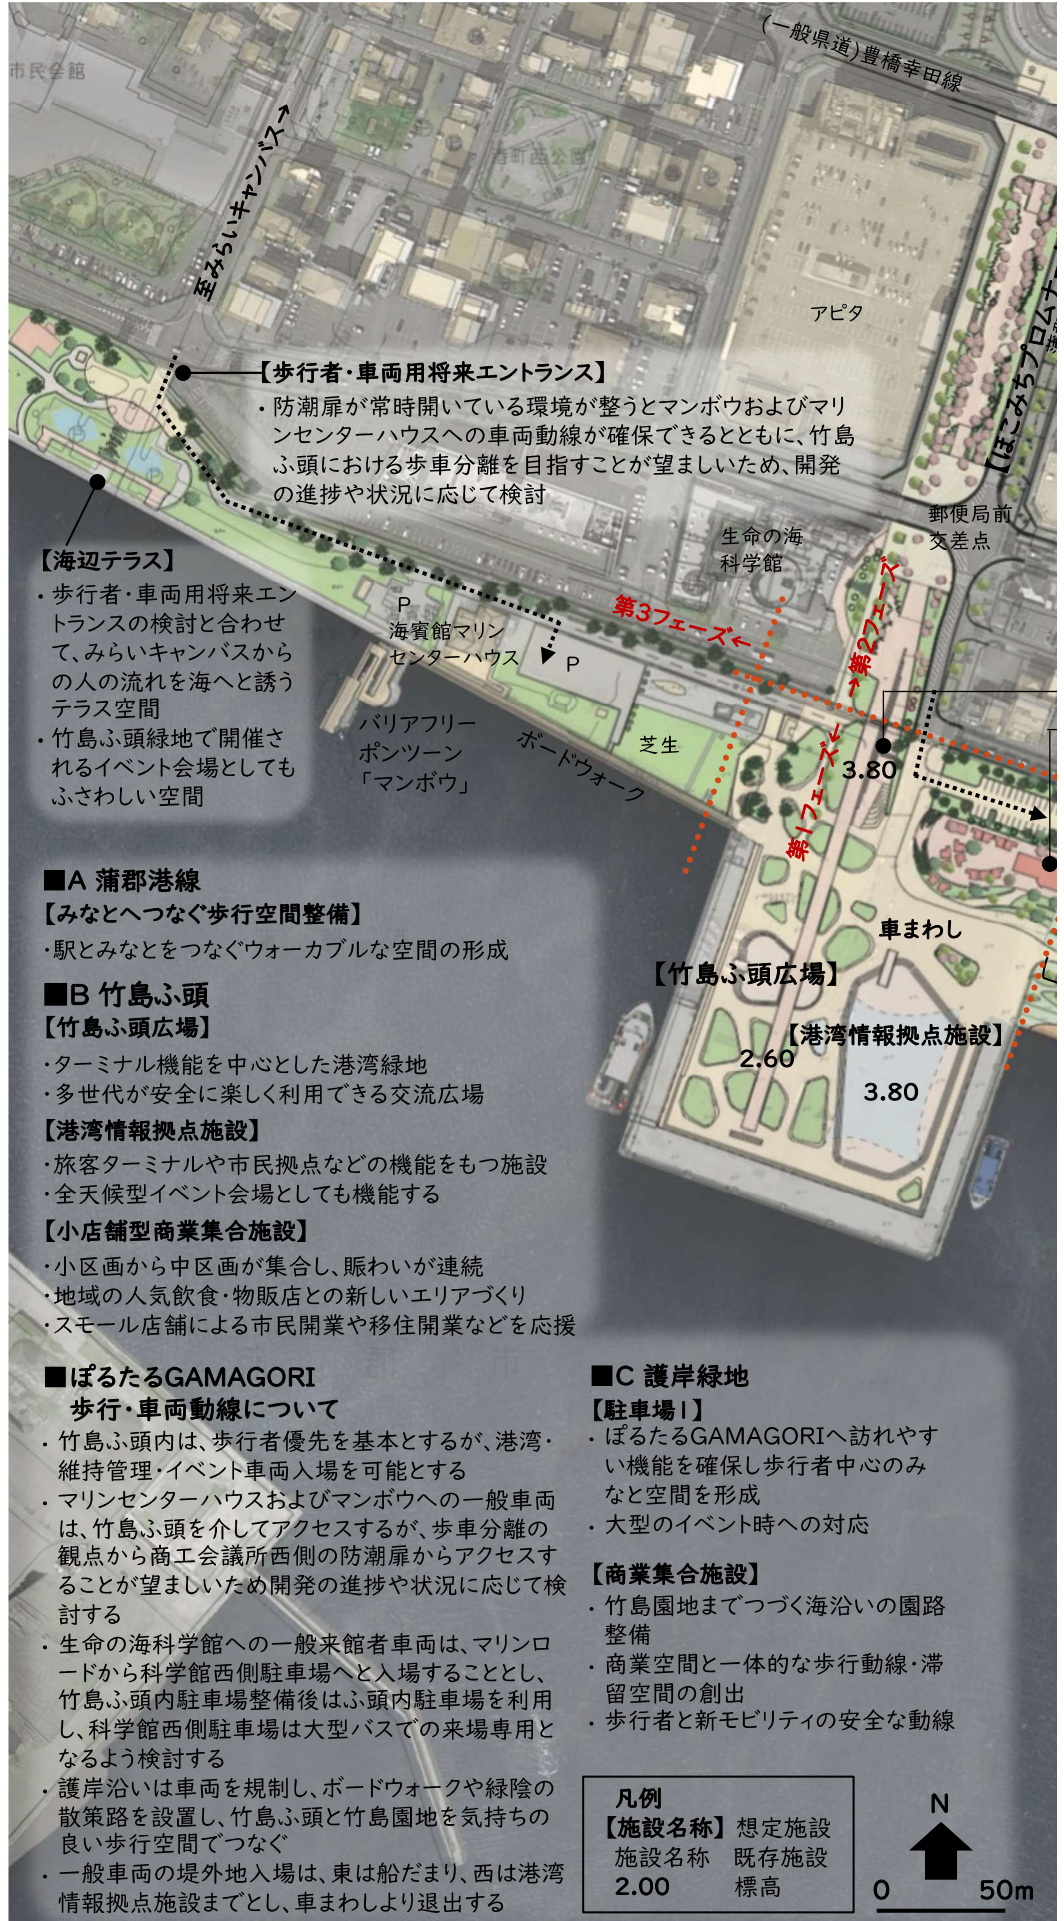 (一般県道)豊橋幸田線
市民会館
港町西公園
至みらいキャンバス→
アピタ
【ほこみちプロムナ
【歩行者・車両用将来エントランス】
・防潮扉が常時開いている環境が整うとマンボウおよびマリ
ンセンターハウスへの車両動線が確保できるとともに、竹島
ふ頭における歩車分離を目指すことが望ましいため、開発
の進捗や状況に応じて検討
郵便局前
交差点
生命の海
科学館
【海辺テラス】
・歩行者・車両用将来エン
トランスの検討と合わせ
て、みらいキャンバスから
の人の流れを海へと誘う
テラス空間
・竹島ふ頭緑地で開催さ
れるイベント会場としても
ふさわしい空間
P
海賓館マリン
センターハウス
P
第3フェーズ←
→第2フェーズ
第1フェーズ←
バリアフリー
ポンツーン
「マンボウ」
ボードウォーク
芝生
3.80
車まわし
【竹島ふ頭広場】
【港湾情報拠点施設】
2.60
3.80
■A 蒲郡港線
【みなとへつなぐ歩行空間整備】
・駅とみなとをつなぐウォーカブルな空間の形成
■B 竹島ふ頭
【竹島ふ頭広場】
・ターミナル機能を中心とした港湾緑地
・多世代が安全に楽しく利用できる交流広場
【港湾情報拠点施設】
・旅客ターミナルや市民拠点などの機能をもつ施設
・全天候型イベント会場としても機能する
【小店舗型商業集合施設】
・小区画から中区画が集合し、賑わいが連続
・地域の人気飲食・物販店との新しいエリアづくり
・スモール店舗による市民開業や移住開業などを応援
■ぽるたるGAMAGORI
歩行・車両動線について
・竹島ふ頭内は、歩行者優先を基本とするが、港湾・
維持管理・イベント車両入場を可能とする
・マリンセンターハウスおよびマンボウへの一般車両
は、竹島ふ頭を介してアクセスするが、歩車分離の
観点から商工会議所西側の防潮扉からアクセスす
ることが望ましいため開発の進捗や状況に応じて検
討する
・生命の海科学館への一般来館者車両は、マリンロ
ードから科学館西側駐車場へと入場することとし、
竹島ふ頭内駐車場整備後はふ頭内駐車場を利用
し、科学館西側駐車場は大型バスでの来場専用と
なるよう検討する
・護岸沿いは車両を規制し、ボードウォークや緑陰の
散策路を設置し、竹島ふ頭と竹島園地を気持ちの
良い歩行空間でつなぐ
・一般車両の堤外地入場は、東は船だまり、西は港湾
情報拠点施設までとし、車まわしより退出する
■C 護岸緑地
【駐車場1】
・ぽるたるGAMAGORIへ訪れやす
い機能を確保し歩行者中心のみ
なと空間を形成
・大型のイベント時への対応
【商業集合施設】
・竹島園地までつづく海沿いの園路
整備
・商業空間と一体的な歩行動線・滞
留空間の創出
・歩行者と新モビリティの安全な動線
凡例
【施設名称】 想定施設
施設名称 既存施設
2.00 標高
N
0 50m